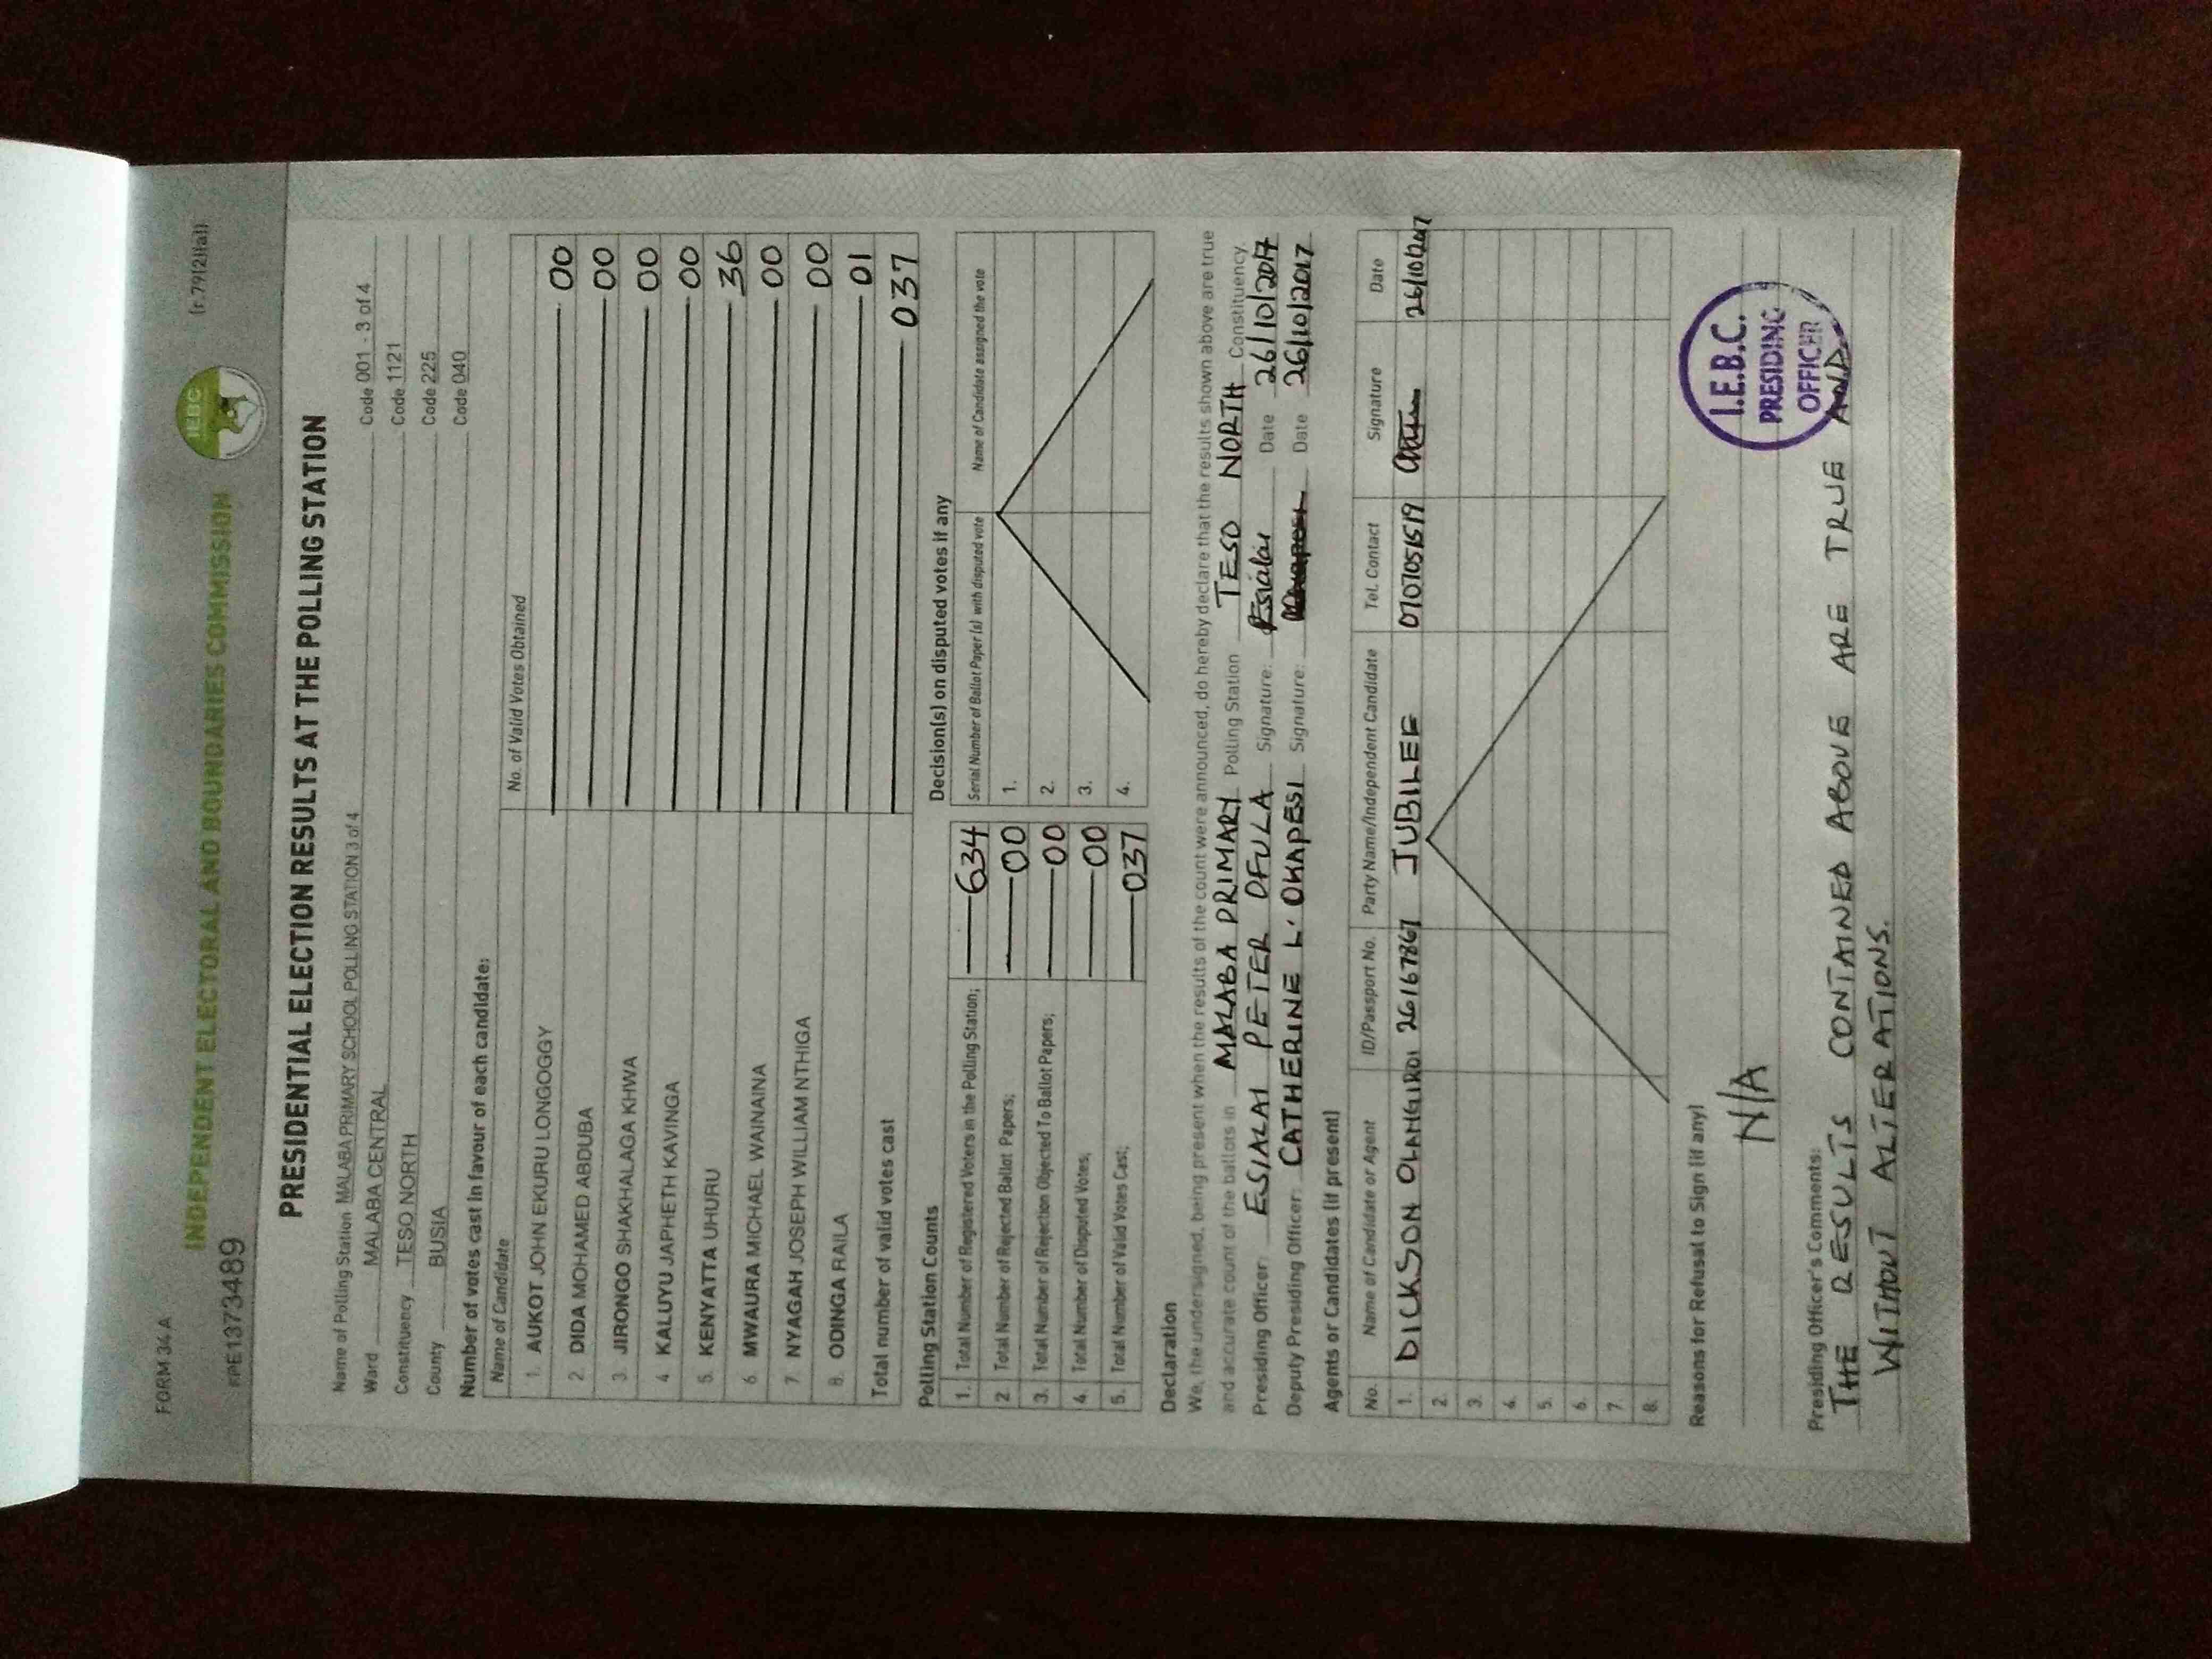 FORM 34 A
(r.79(2)(a))
INDEPENDENT ELECTORAL AND BOUNDARIES COMMISSION
IEBC
PRE1373489
PRESIDENTIAL ELECTION RESULTS AT THE POLLING STATION
Name of Polling Station MALABA PRIMARY SCHOOL POLLING STATION 3 of 4 Code 001 - 3 of 4
Ward MALABA CENTRAL Code 1121
Constituency TESO NORTH Code 225
County BUSIA Code 040
Number of votes cast in favour of each candidate:
Name of Candidate No. of Valid Votes Obtained
1. AUKOT JOHN EKURU LONGOGGY 00
2. DIDA MOHAMED ABDUBA 00
3. JIRONGO SHAKHALAGA KHWA 00
4 KALUYU JAPHETH KAVINGA 00
5. KENYATTA UHURU 36
6. MWAURA MICHAEL WAINAINA 00
7. NYAGAH JOSEPH WILLIAM NTHIGA 00
8. ODINGA RAILA 01
Total number of valid votes cast 037
Polling Station Counts
1. Total Number of Registered Voters in the Polling Station; 634
2. Total Number of Rejected Ballot Papers; 00
3. Total Number of Rejection Objected To Ballot Papers; 00
4. Total Number of Disputed Votes; 00
5. Total Number of Valid Votes Cast; 037
Decision(s) on disputed votes if any
Serial Number of Ballot Paper (s) with disputed vote Name of Candidate assigned the vote
1.
2.
3.
4.
Declaration
We, the undersigned, being present when the results of the count were announced, do hereby declare that the results shown above are true
and accurate count of the ballots in MALABA PRIMARY Polling Station TESO NORTH Constituency.
Presiding Officer: ESIALAI PETER OFULA Signature: Esialai Date 26/10/2017
Deputy Presiding Officer: CATHERINE L. OKAPESI Signature: Date 26/10/2017
Agents or Candidates (if present)
No. Name of Candidate or Agent ID/Passport No. Party Name/Independent Candidate Tel. Contact Signature Date
1. DICKSON OLANGIROI 26167867 JUBILEE 0707051519 26/10/2017
2.
3.
4.
5.
6.
7.
8.
Reasons for Refusal to Sign (if any)
N/A
I.E.B.C.
PRESIDING
OFFICER
Presiding Officer's Comments:
THE RESULTS CONTAINED ABOVE ARE TRUE AND
WITHOUT ALTERATIONS.